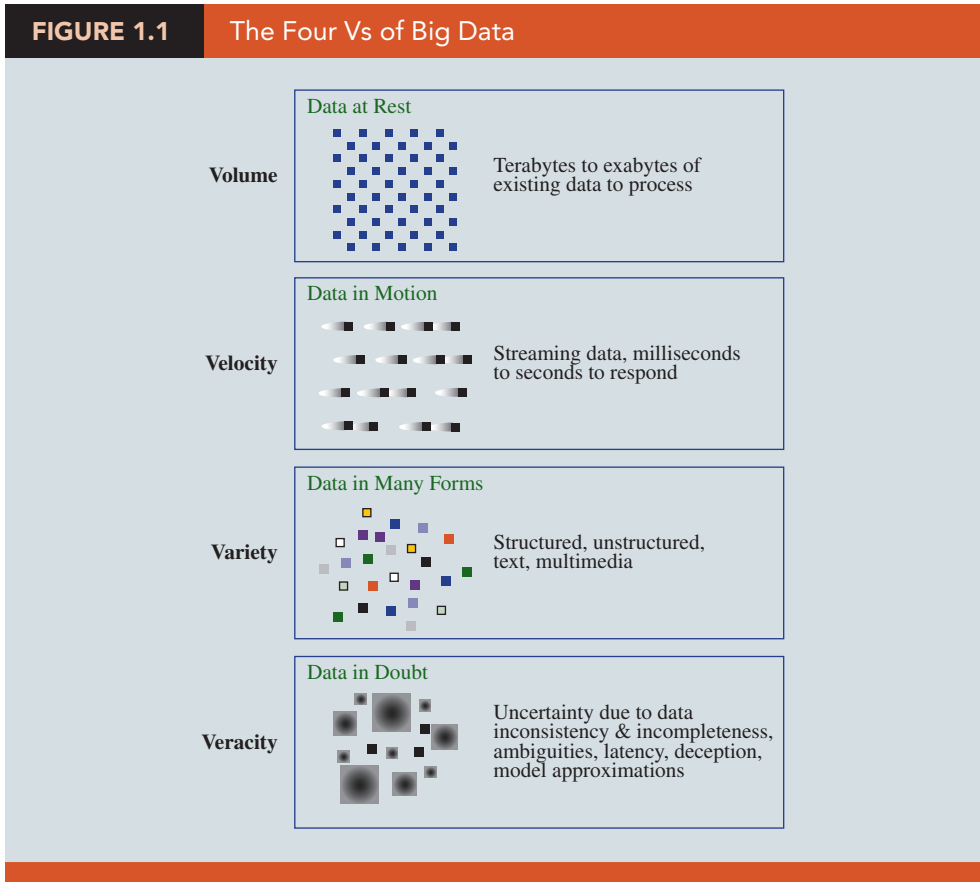 FIGURE 1.1 The Four Vs of Big Data
Data at Rest
Volume
Terabytes to exabytes of
existing data to process
Data in Motion
Velocity
Streaming data, milliseconds
to seconds to respond
Data in Many Forms
Variety
Structured, unstructured,
text, multimedia
Data in Doubt
Veracity
Uncertainty due to data
inconsistency & incompleteness,
ambiguities, latency, deception,
model approximations